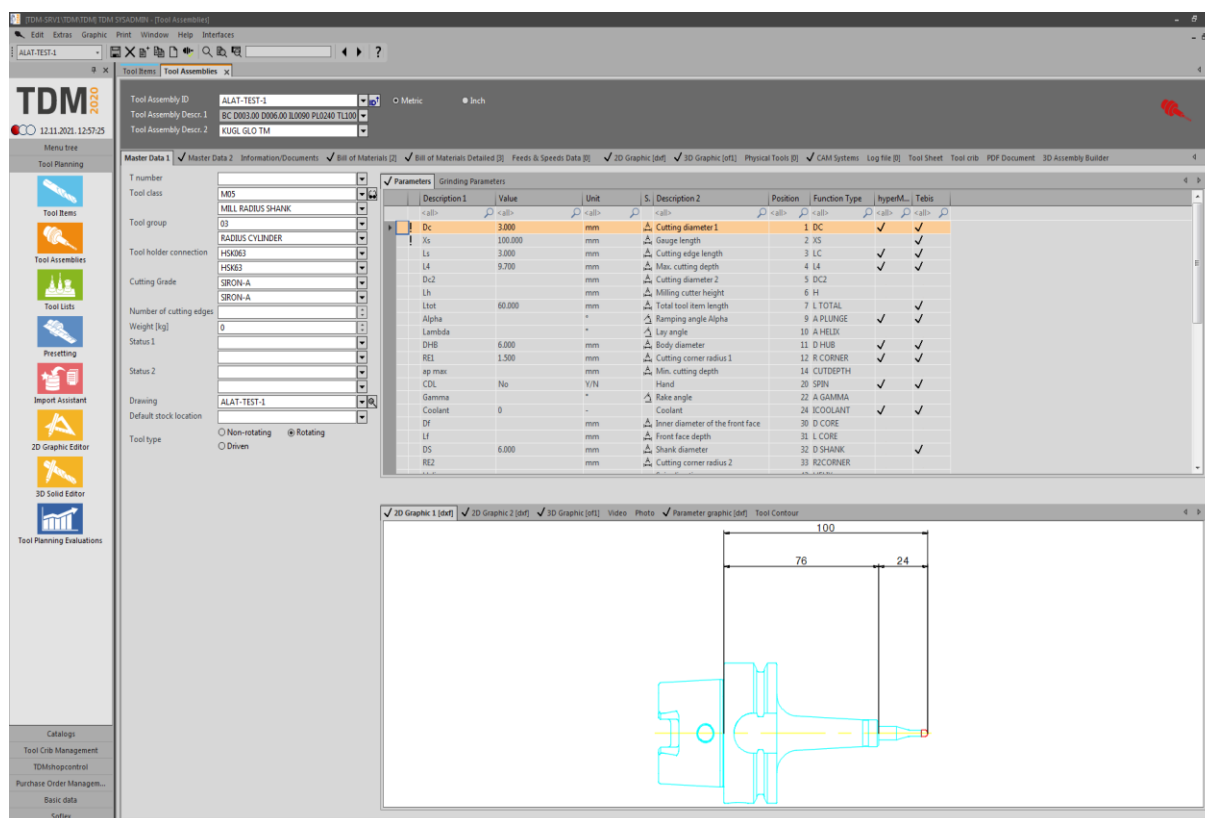 [TDM-SRV1\TDM\TDM] TDM SYSADMIN - [Tool Assemblies]
Edit Extras Graphic Print Window Help Interfaces
ALAT-TEST-1
Tool Items Tool Assemblies x
TDM 2020
12.11.2021. 12:57:25
Menu tree
Tool Planning
Tool Items
Tool Assemblies
Tool Lists
Presetting
Import Assistant
2D Graphic Editor
3D Solid Editor
Tool Planning Evaluations
Catalogs
Tool Crib Management
TDMshopcontrol
Purchase Order Managem...
Basic data
Tool Assembly ID ALAT-TEST-1 Metric Inch
Tool Assembly Descr. 1 BC D003.00 D006.00 IL0090 PL0240 TL100
Tool Assembly Descr. 2 KUGL GLO TM
Master Data 1 Master Data 2 Information/Documents Bill of Materials [2] Bill of Materials Detailed [3] Feeds & Speeds Data [0] 2D Graphic [dxf] 3D Graphic [of1] Physical Tools [0] CAM Systems Log file [0] Tool Sheet Tool crib PDF Document 3D Assembly Builder
T number
Tool class M05
MILL RADIUS SHANK
Tool group 03
RADIUS CYLINDER
Tool holder connection HSK063
HSK63
Cutting Grade SIRON-A
SIRON-A
Number of cutting edges
Weight [kg] 0
Status 1
Status 2
Drawing ALAT-TEST-1
Default stock location
Tool type Non-rotating Rotating
Driven
Parameters Grinding Parameters
Description 1 Value Unit S. Description 2 Position Function Type hyperM... Tebis
<all> <all> <all> <all> <all> <all> <all> <all>
Dc 3.000 mm Cutting diameter 1 1 DC
Xs 100.000 mm Gauge length 2 XS
Ls 3.000 mm Cutting edge length 3 LC
L4 9.700 mm Max. cutting depth 4 L4
Dc2 mm Cutting diameter 2 5 DC2
Lh mm Milling cutter height 6 H
Ltot 60.000 mm Total tool item length 7 L TOTAL
Alpha ° Ramping angle Alpha 9 A PLUNGE
Lambda ° Lay angle 10 A HELIX
DHB 6.000 mm Body diameter 11 D HUB
RE1 1.500 mm Cutting corner radius 1 12 R CORNER
ap max mm Min. cutting depth 14 CUTDEPTH
CDL No Y/N Hand 20 SPIN
Gamma ° Rake angle 22 A GAMMA
Coolant 0 - Coolant 24 ICOOLANT
Df mm Inner diameter of the front face 30 D CORE
Lf mm Front face depth 31 L CORE
DS 6.000 mm Shank diameter 32 D SHANK
RE2 mm Cutting corner radius 2 33 R2CORNER
2D Graphic 1 [dxf] 2D Graphic 2 [dxf] 3D Graphic [of1] Video Photo Parameter graphic [dxf] Tool Contour
100
76 24